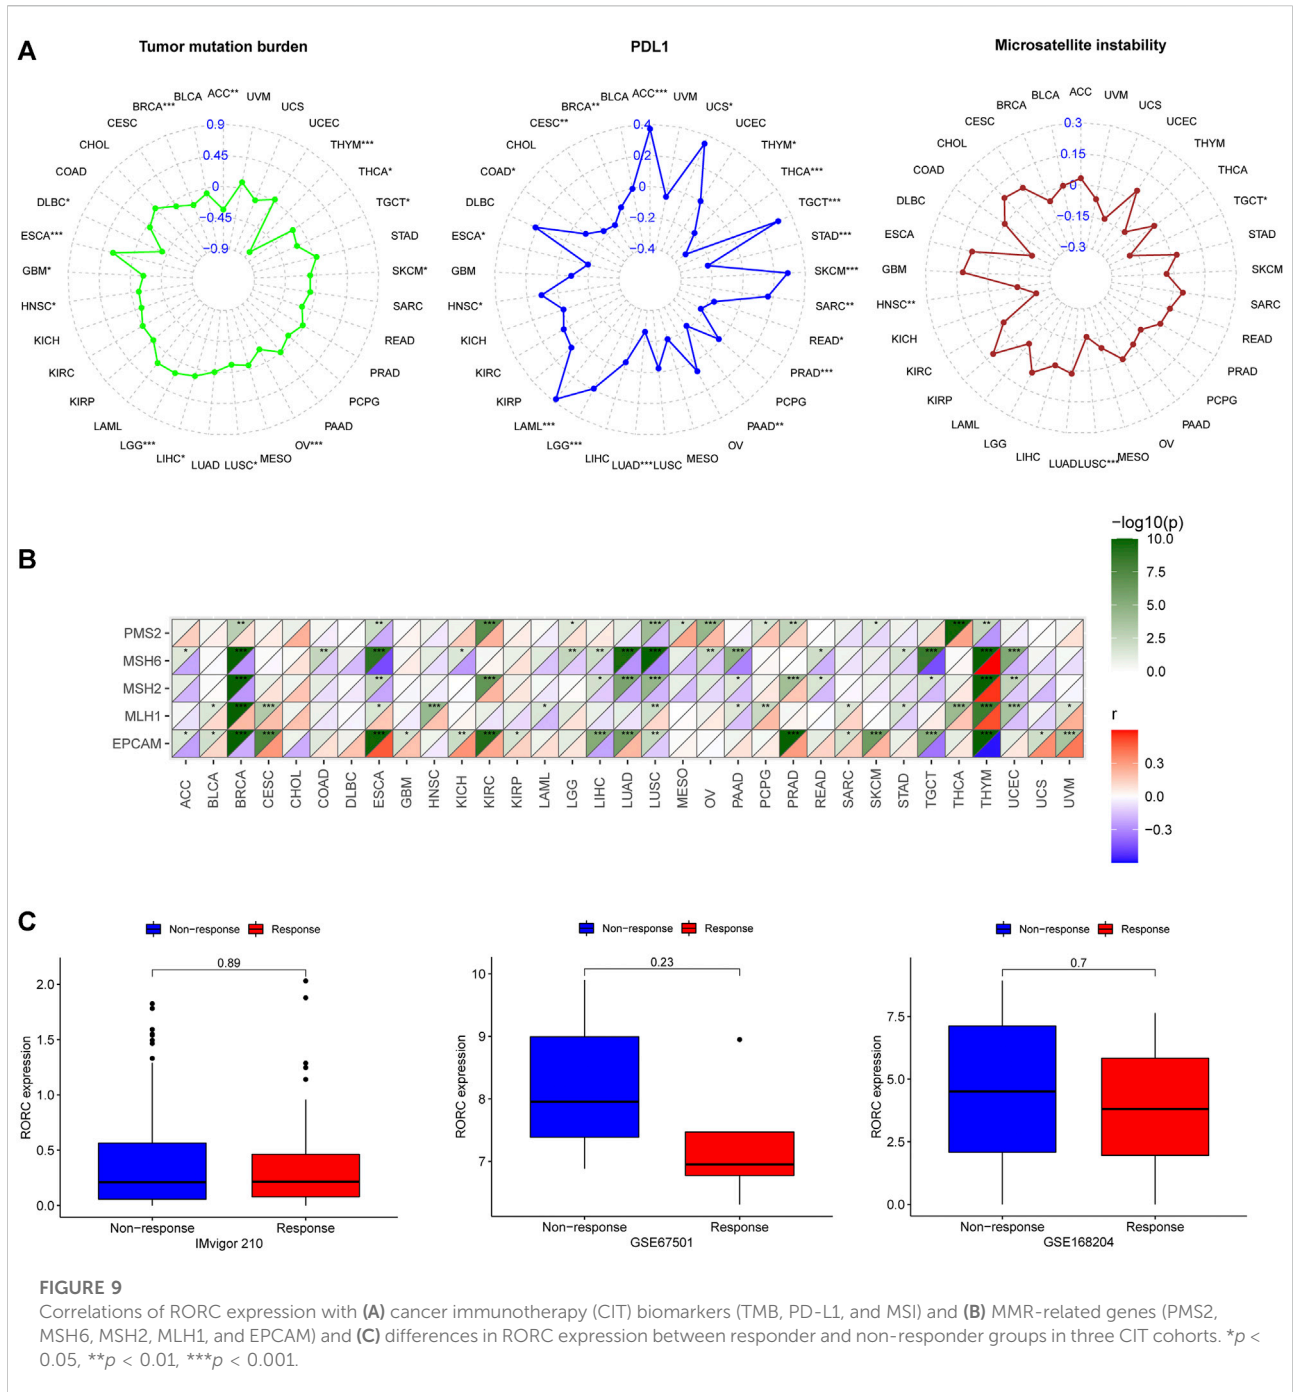 A
Tumor mutation burden
PDL1
Microsatellite instability
ACC**
UVM
UCS
UCEC
THYM***
THCA*
TGCT*
STAD
SKCM*
SARC
READ
PRAD
PCPG
PAAD
OV***
MESO
LUSC*
LUAD
LIHC*
LGG***
LAML
KIRP
KIRC
KICH
HNSC*
GBM*
ESCA***
DLBC*
COAD
CHOL
CESC
BRCA***
BLCA
0.9
0.45
0
−0.45
−0.9
ACC***
UVM
UCS*
UCEC
THYM*
THCA***
TGCT***
STAD***
SKCM***
SARC**
READ*
PRAD***
PCPG
PAAD**
OV
MESO
LUSC
LUAD***
LIHC
LGG***
LAML***
KIRP
KIRC
KICH
HNSC*
GBM
ESCA*
DLBC
COAD*
CHOL
CESC**
BRCA**
BLCA
0.4
0.2
0
−0.2
−0.4
ACC
UVM
UCS
UCEC
THYM
THCA
TGCT*
STAD
SKCM
SARC
READ
PRAD
PCPG
PAAD
OV
MESO
LUSC***
LUAD
LIHC
LGG
LAML
KIRP
KIRC
KICH
HNSC**
GBM
ESCA
DLBC
COAD
CHOL
CESC
BRCA
BLCA
0.3
0.15
0
−0.15
−0.3
B
PMS2
MSH6
MSH2
MLH1
EPCAM
ACC
BLCA
BRCA
CESC
CHOL
COAD
DLBC
ESCA
GBM
HNSC
KICH
KIRC
KIRP
LAML
LGG
LIHC
LUAD
LUSC
MESO
OV
PAAD
PCPG
PRAD
READ
SARC
SKCM
STAD
TGCT
THCA
THYM
UCEC
UCS
UVM
−log10(p)
10.0
7.5
5.0
2.5
0.0
r
0.3
0.0
−0.3
C
Non−response Response
0.89
RORC expression
2.0
1.5
1.0
0.5
0.0
Non−response Response
IMvigor 210
Non−response Response
0.23
RORC expression
10
9
8
7
Non−response Response
GSE67501
Non−response Response
0.7
RORC expression
7.5
5.0
2.5
0.0
Non−response Response
GSE168204
FIGURE 9
Correlations of RORC expression with (A) cancer immunotherapy (CIT) biomarkers (TMB, PD-L1, and MSI) and (B) MMR-related genes (PMS2,
MSH6, MSH2, MLH1, and EPCAM) and (C) differences in RORC expression between responder and non-responder groups in three CIT cohorts. *p <
0.05, **p < 0.01, ***p < 0.001.